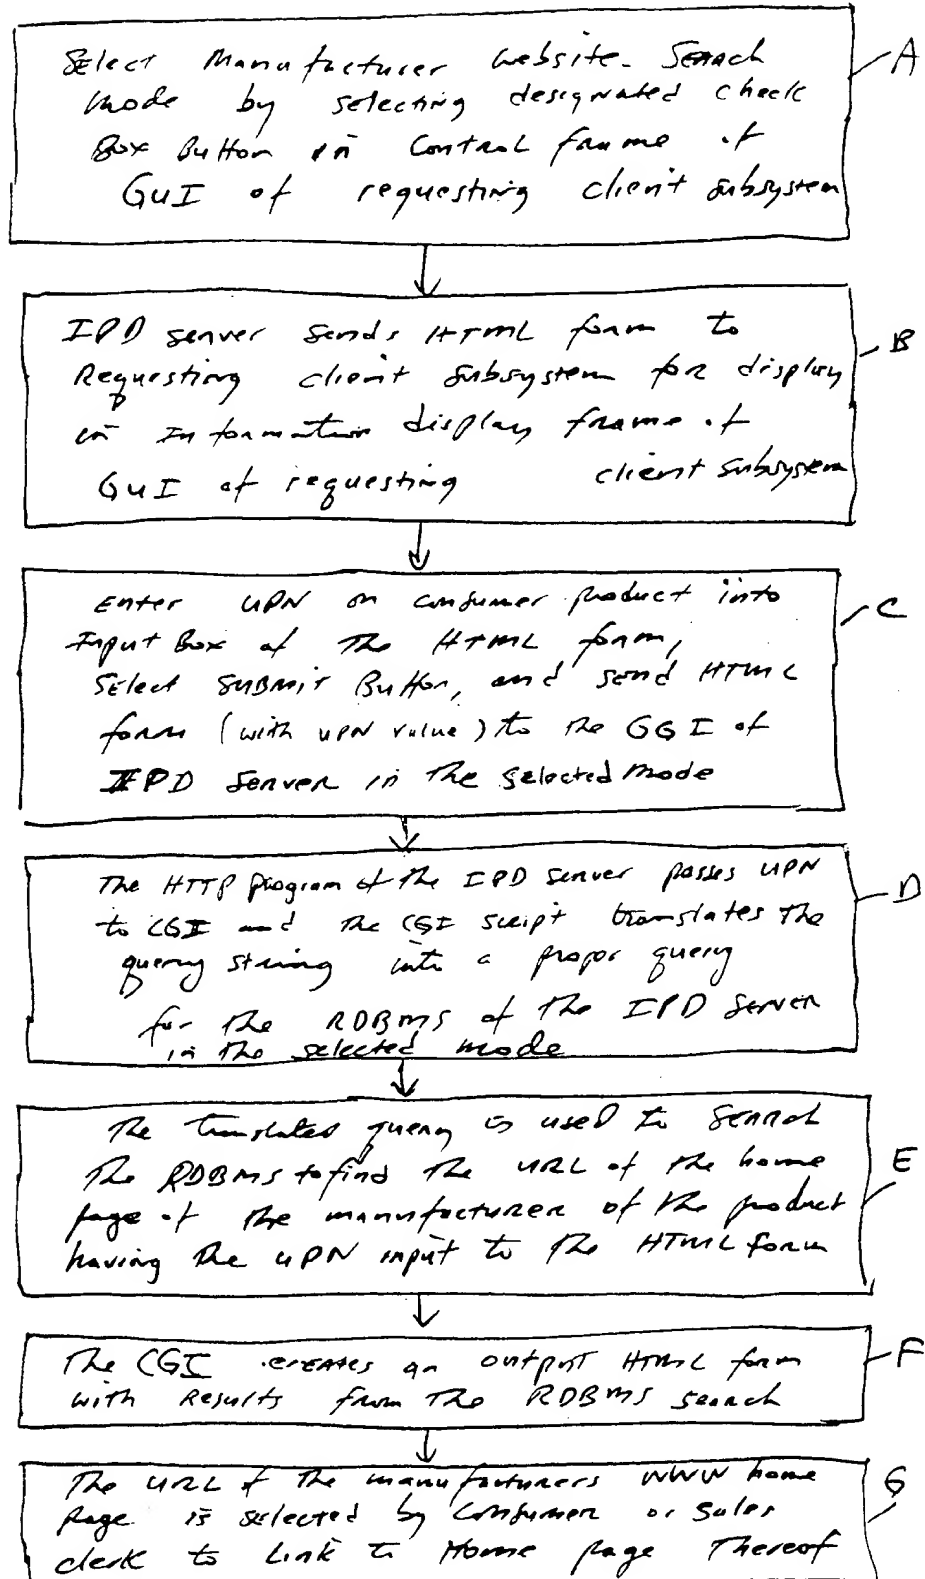 Select Manufacturer Website Search
Mode by selecting designated check
Box Button in Control frame of
GUI of requesting client subsystem
A
IPD server sends HTML form to
Requesting client subsystem for display
in Information display frame of
GUI of requesting client subsystem
B
Enter UPN on consumer product into
Input Box of the HTML form,
Select SUBMIT Button, and send HTML
form (with UPN value) to the GGI of
IPD Server in the selected mode
C
The HTTP program of the IPD Server passes UPN
to CGI and the CGI script translates the
query string into a propor query
for the RDBMS of the IPD Server
in the selected mode
D
The translated query is used to Search
The RDBMS to find the URL of the home
page of the manufacturer of the product
having the UPN input to the HTML form
E
The CGI creates an output HTML form
with Results from the RDBMS search
F
The URL of the manufacturers WWW home
Page is selected by Consumer or Sales
clerk to Link to Home page Thereof
G